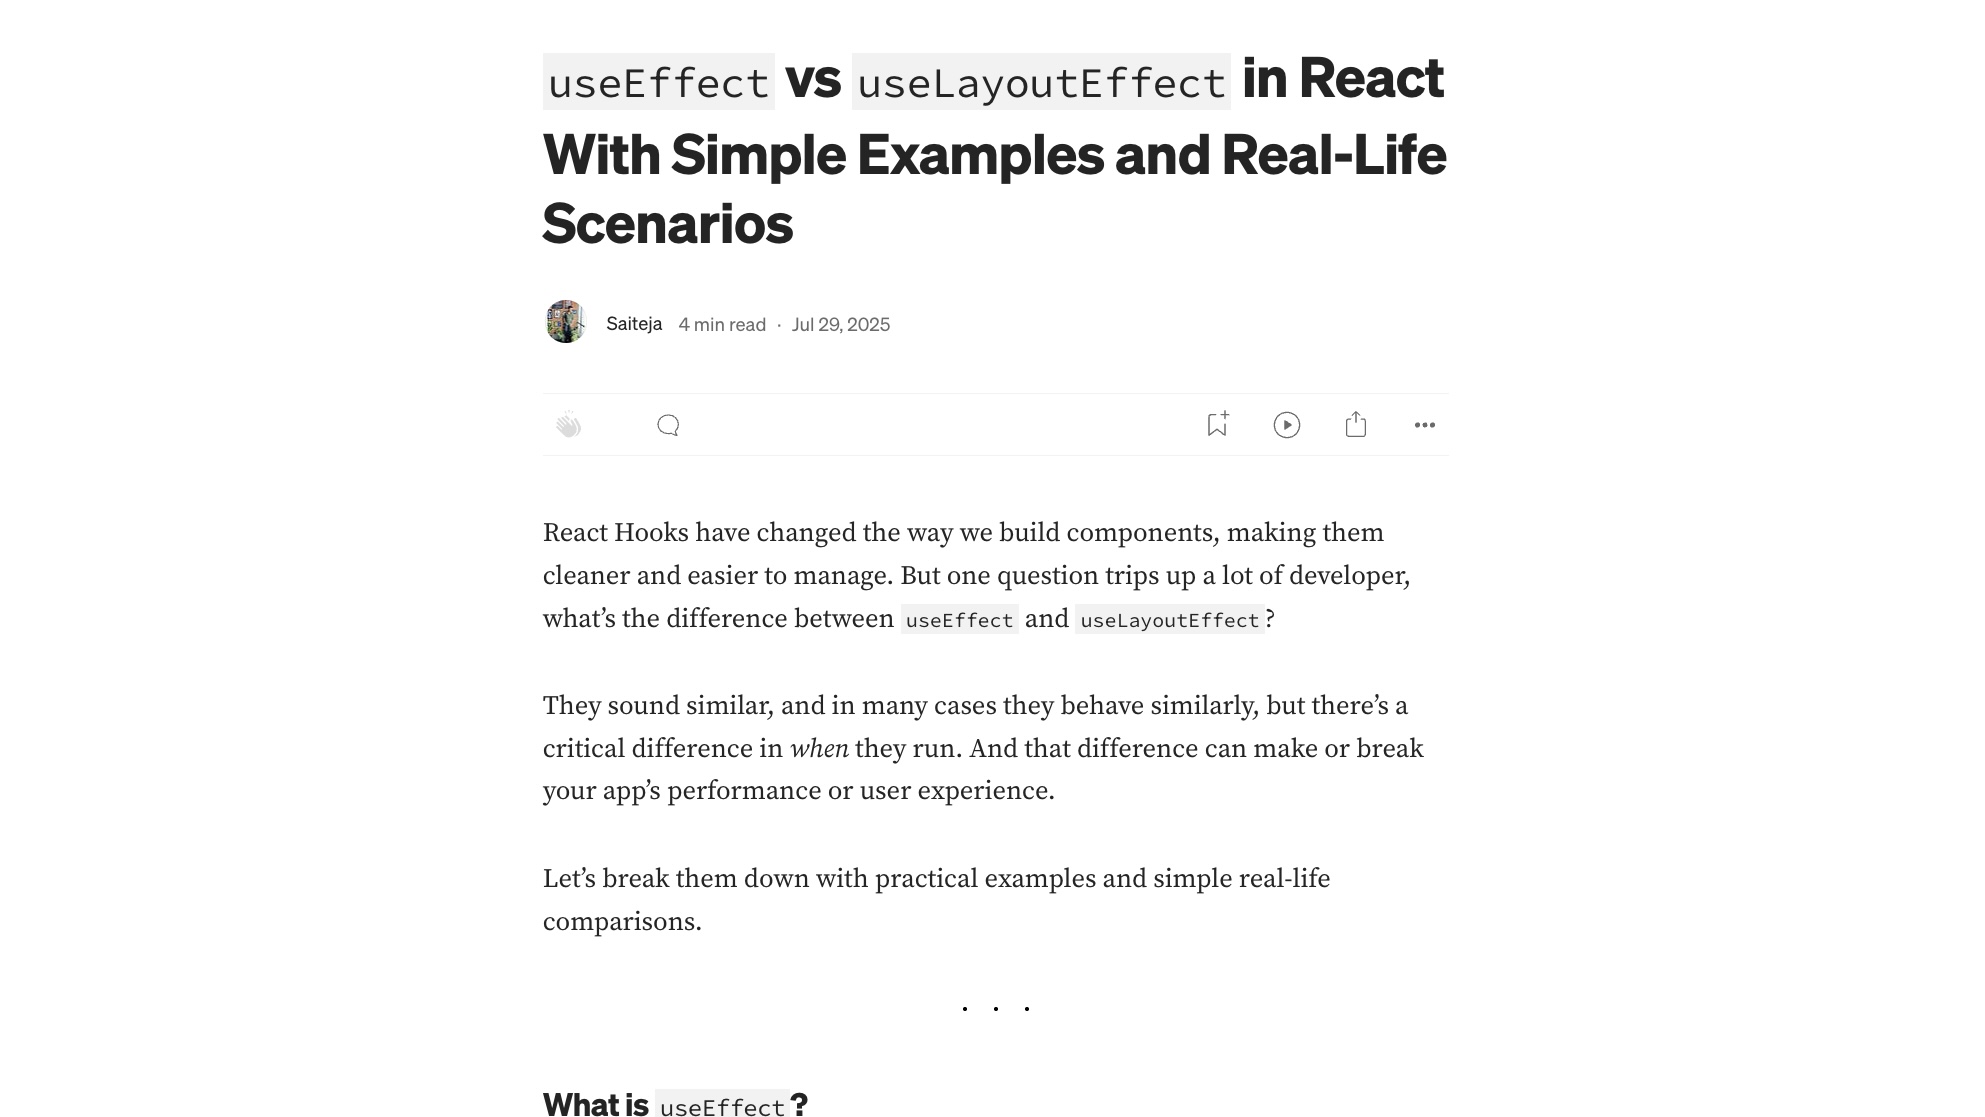 useEffect vs useLayoutEffect in React
With Simple Examples and Real-Life
Scenarios
Saiteja 4 min read · Jul 29, 2025
React Hooks have changed the way we build components, making them
cleaner and easier to manage. But one question trips up a lot of developer,
what’s the difference between useEffect and useLayoutEffect?
They sound similar, and in many cases they behave similarly, but there’s a
critical difference in when they run. And that difference can make or break
your app’s performance or user experience.
Let’s break them down with practical examples and simple real-life
comparisons.
. . .
What is useEffect?